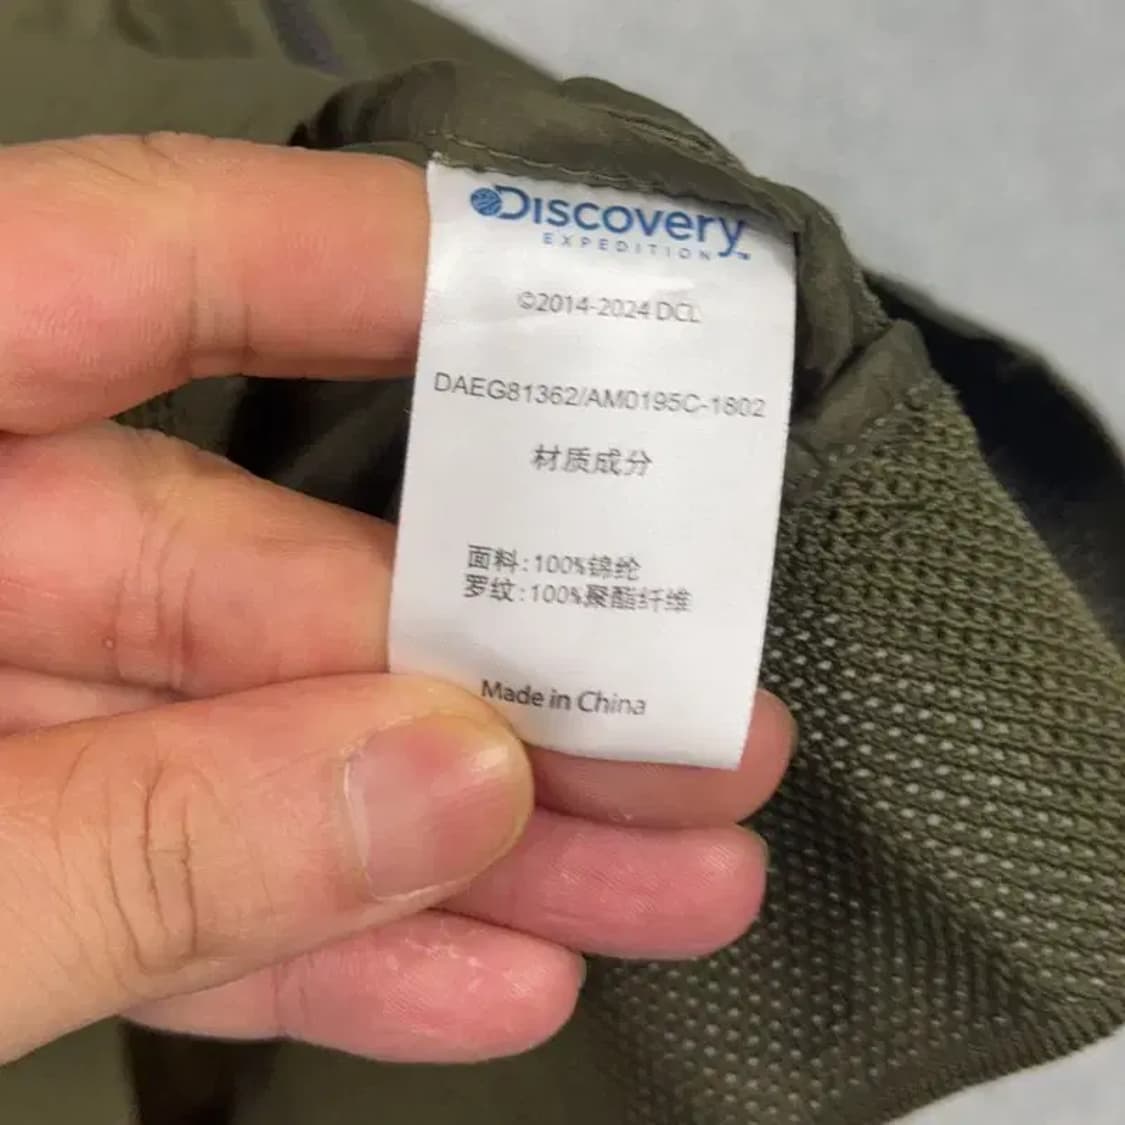 Discovery
EXPEDITION™
©2014-2024 DCL
DAEG81362/AM0195C-1802
材质成分
面料:100%锦纶
罗纹:100%聚酯纤维
Made in China